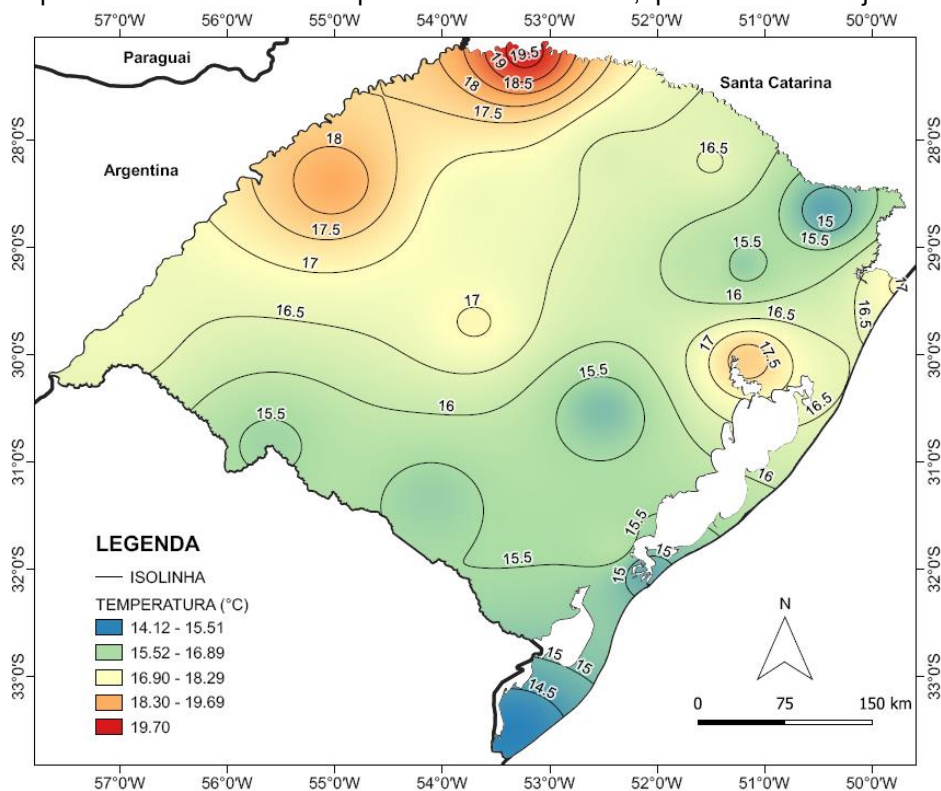 57°0'W 56°0'W 55°0'W 54°0'W 53°0'W 52°0'W 51°0'W 50°0'W
Paraguai
Santa Catarina
Argentina
28°0'S
29°0'S
30°0'S
31°0'S
32°0'S
33°0'S
28°0'S
29°0'S
30°0'S
31°0'S
32°0'S
33°0'S
19
19.5
18.5
18
17.5
18
17.5
17
16.5
15
15.5
15.5
16
17
16.5
16.5
17
16.5
17
17.5
16.5
16
15.5
15.5
16
15.5
15.5
15
15
15
15
14.5
LEGENDA
ISOLINHA
TEMPERATURA (°C)
14.12 - 15.51
15.52 - 16.89
16.90 - 18.29
18.30 - 19.69
19.70
N
0 75 150 km
57°0'W 56°0'W 55°0'W 54°0'W 53°0'W 52°0'W 51°0'W 50°0'W